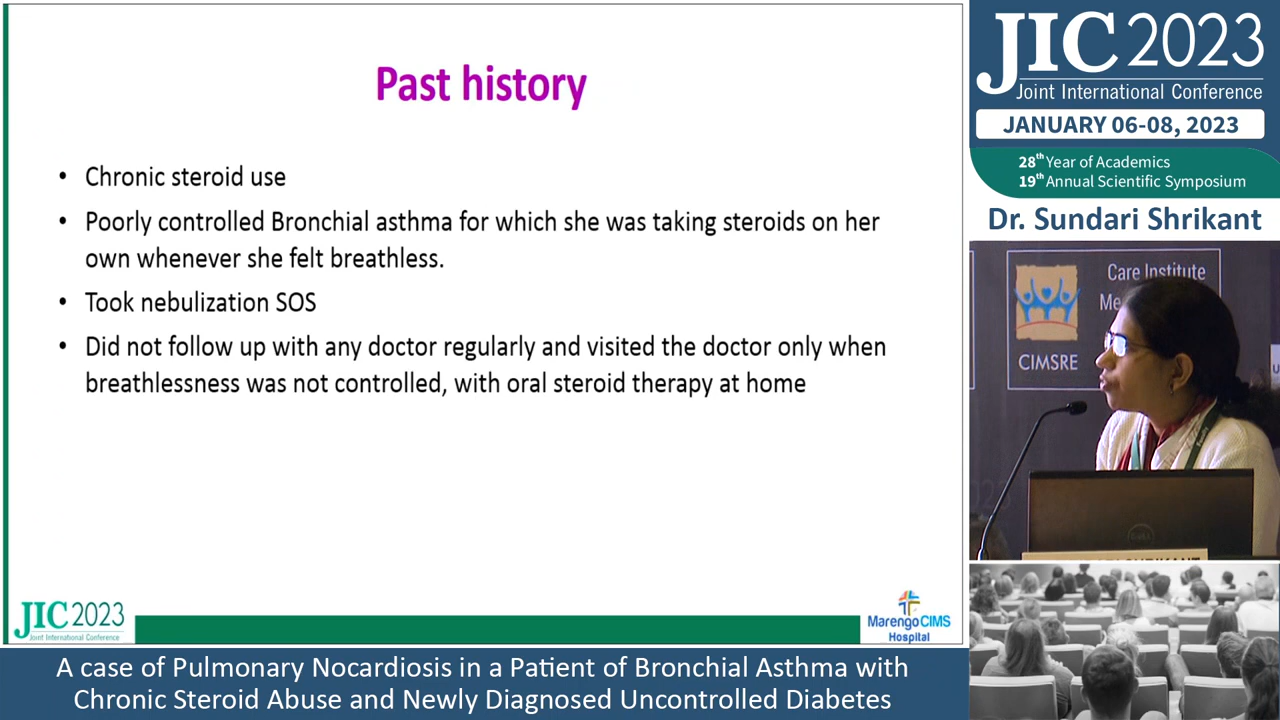 Past history
• Chronic steroid use
• Poorly controlled Bronchial asthma for which she was taking steroids on her
own whenever she felt breathless.
• Took nebulization SOS
• Did not follow up with any doctor regularly and visited the doctor only when
breathlessness was not controlled, with oral steroid therapy at home
JIC 2023
Joint International Conference
Marengo CIMS
Hospital
A case of Pulmonary Nocardiosis in a Patient of Bronchial Asthma with
Chronic Steroid Abuse and Newly Diagnosed Uncontrolled Diabetes
JIC 2023
Joint International Conference
JANUARY 06-08, 2023
28th Year of Academics
19th Annual Scientific Symposium
Dr. Sundari Shrikant
Care Institute
CIMSRE
DELL